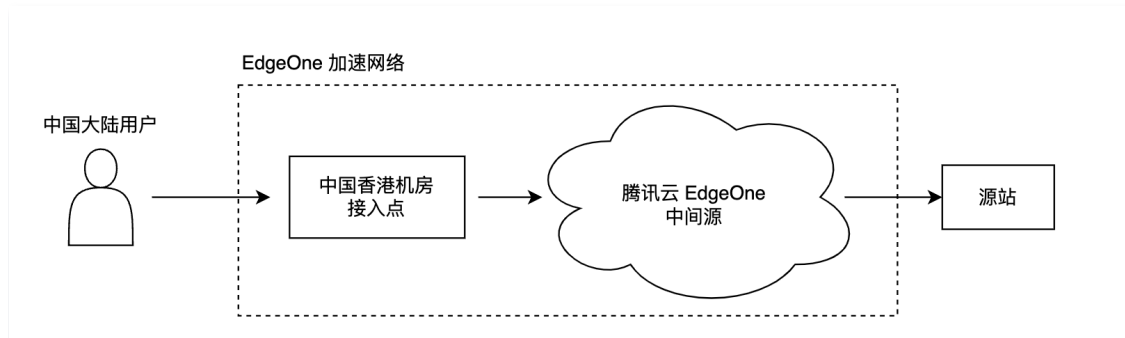 EdgeOne 加速网络
中国大陆用户
中国香港机房
接入点
腾讯云 EdgeOne
中间源
源站